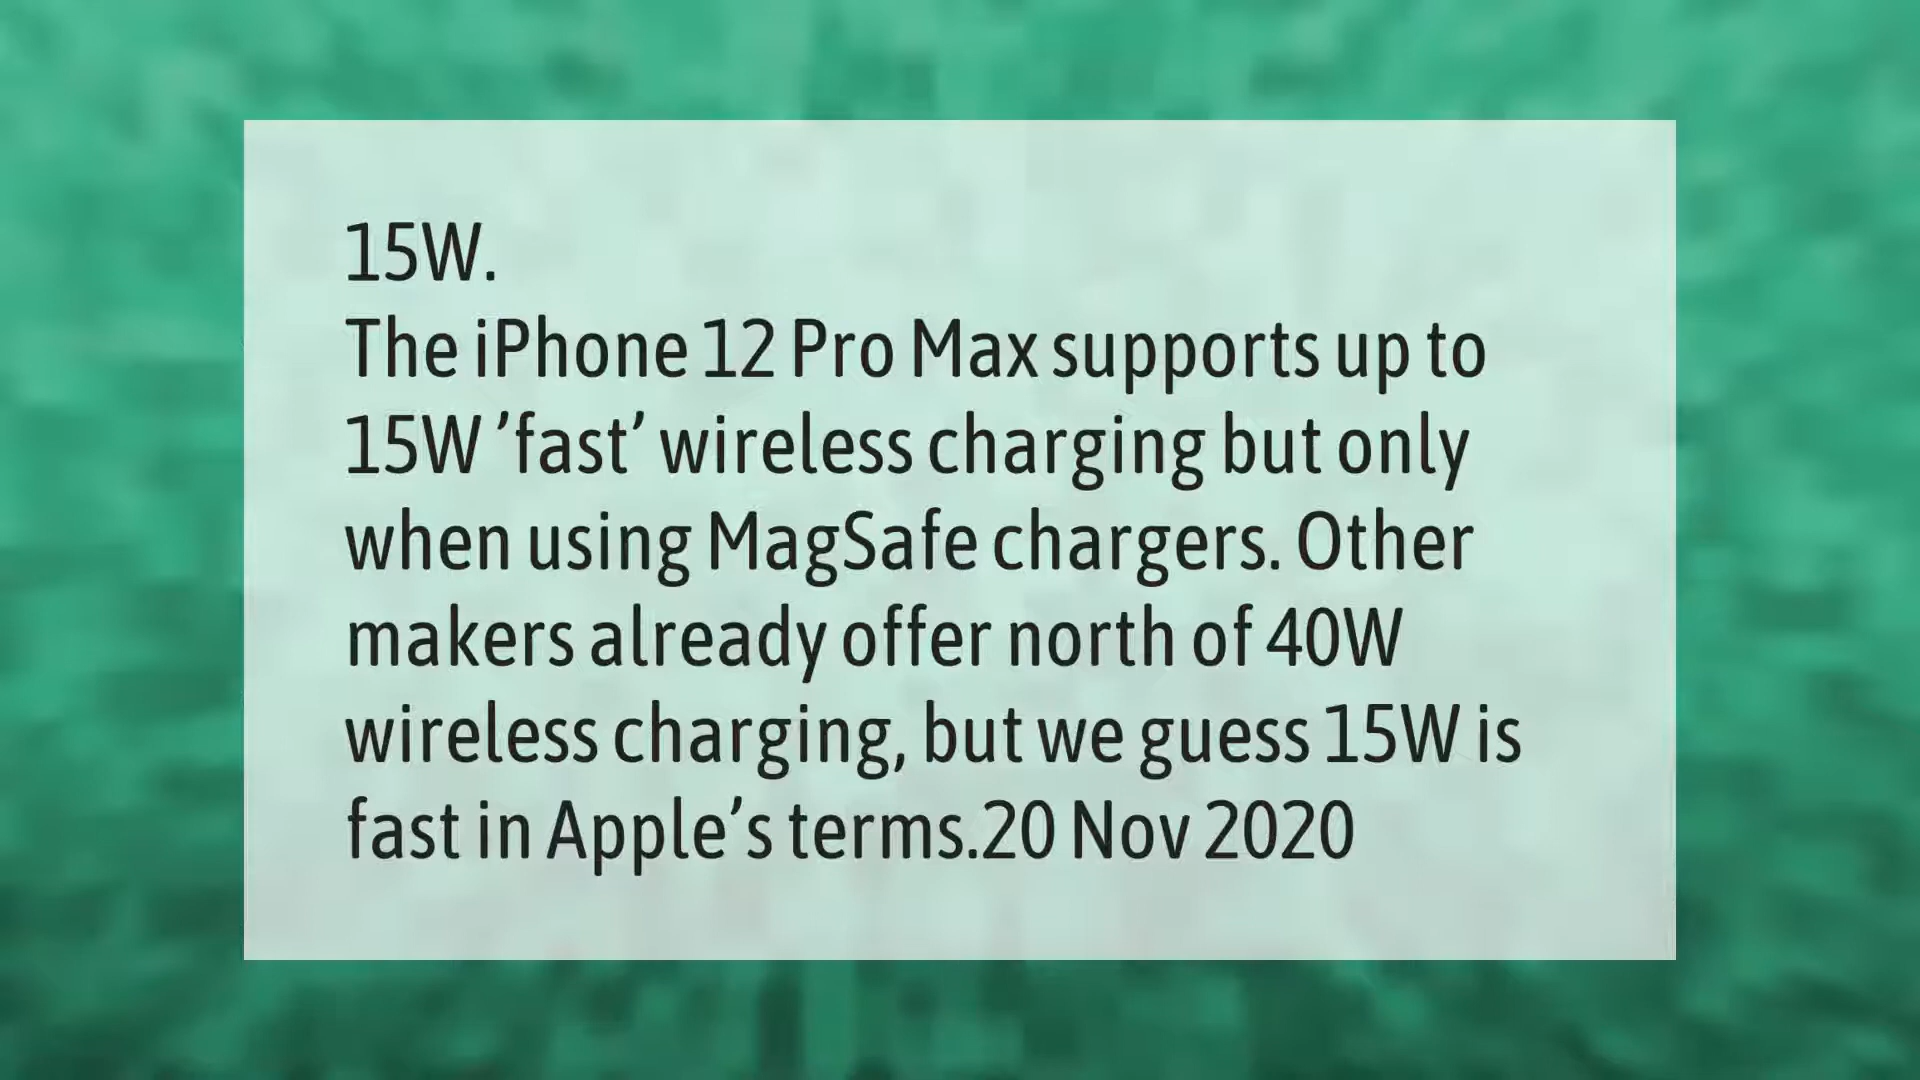 15W.
The iPhone 12 Pro Max supports up to
15W ’fast’ wireless charging but only
when using MagSafe chargers. Other
makers already offer north of 40W
wireless charging, but we guess 15W is
fast in Apple’s terms.20 Nov 2020